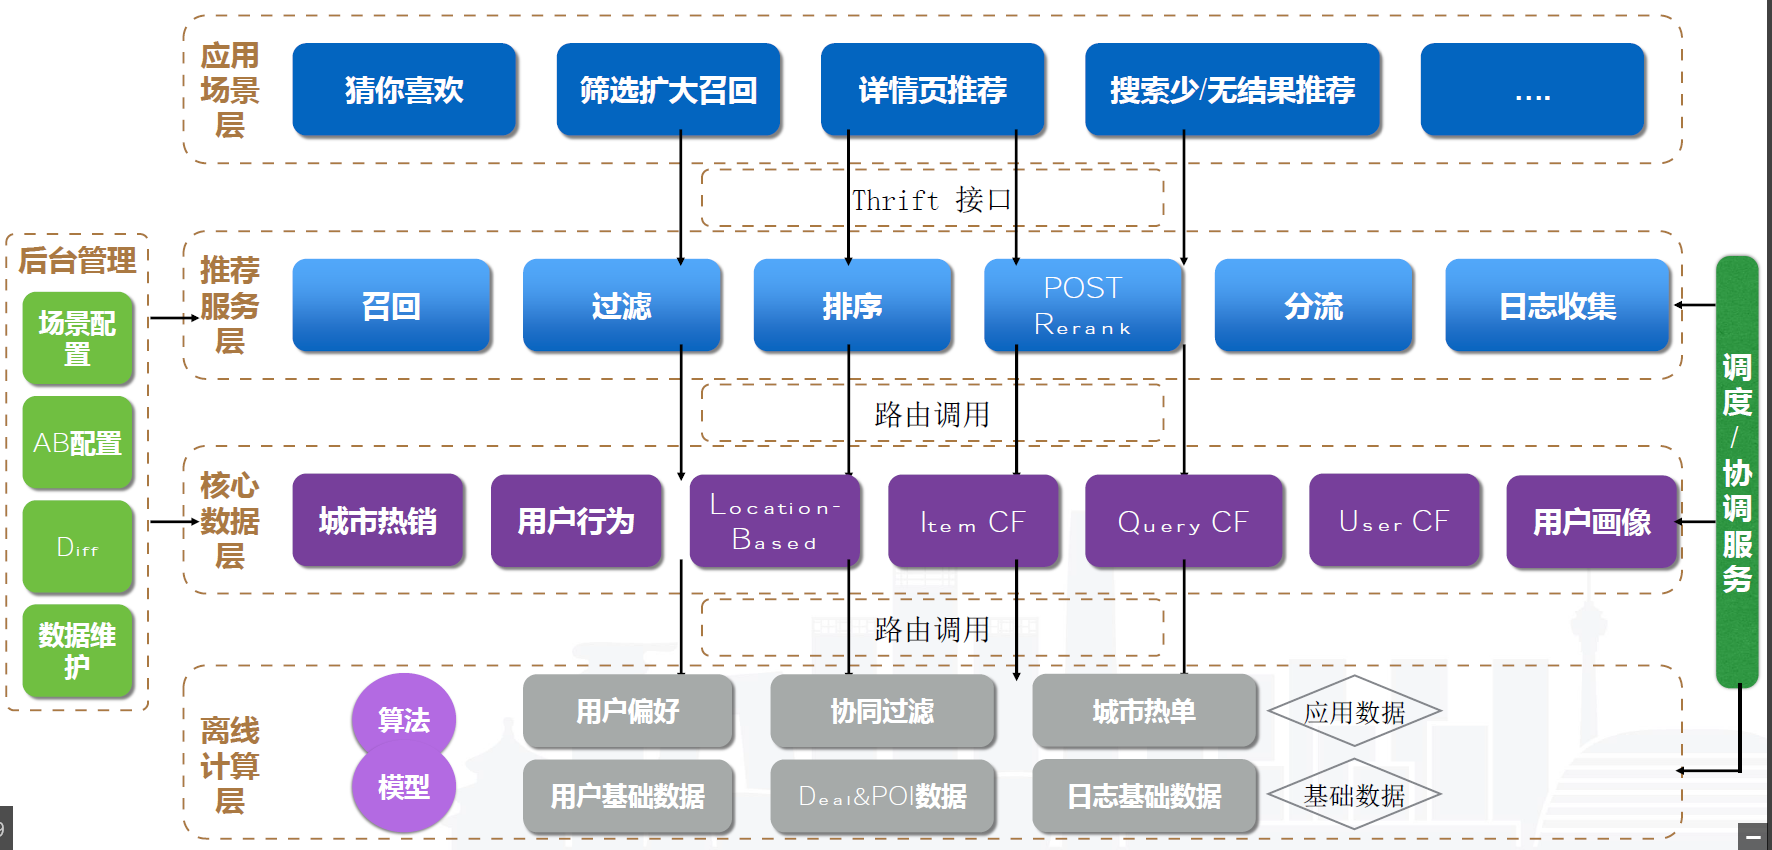 应用
场景
层
猜你喜欢
筛选扩大召回
详情页推荐
搜索少/无结果推荐
....
Thrift 接口
后台管理
场景配
置
AB配置
Diff
数据维
护
推荐
服务
层
召回
过滤
排序
POST
Rerank
分流
日志收集
路由调用
核心
数据
层
城市热销
用户行为
Location-
Based
Item CF
Query CF
User CF
用户画像
调
度
/
协
调
服
务
路由调用
离线
计算
层
算法
模型
用户偏好
协同过滤
城市热单
应用数据
用户基础数据
Deal&POI数据
日志基础数据
基础数据
9